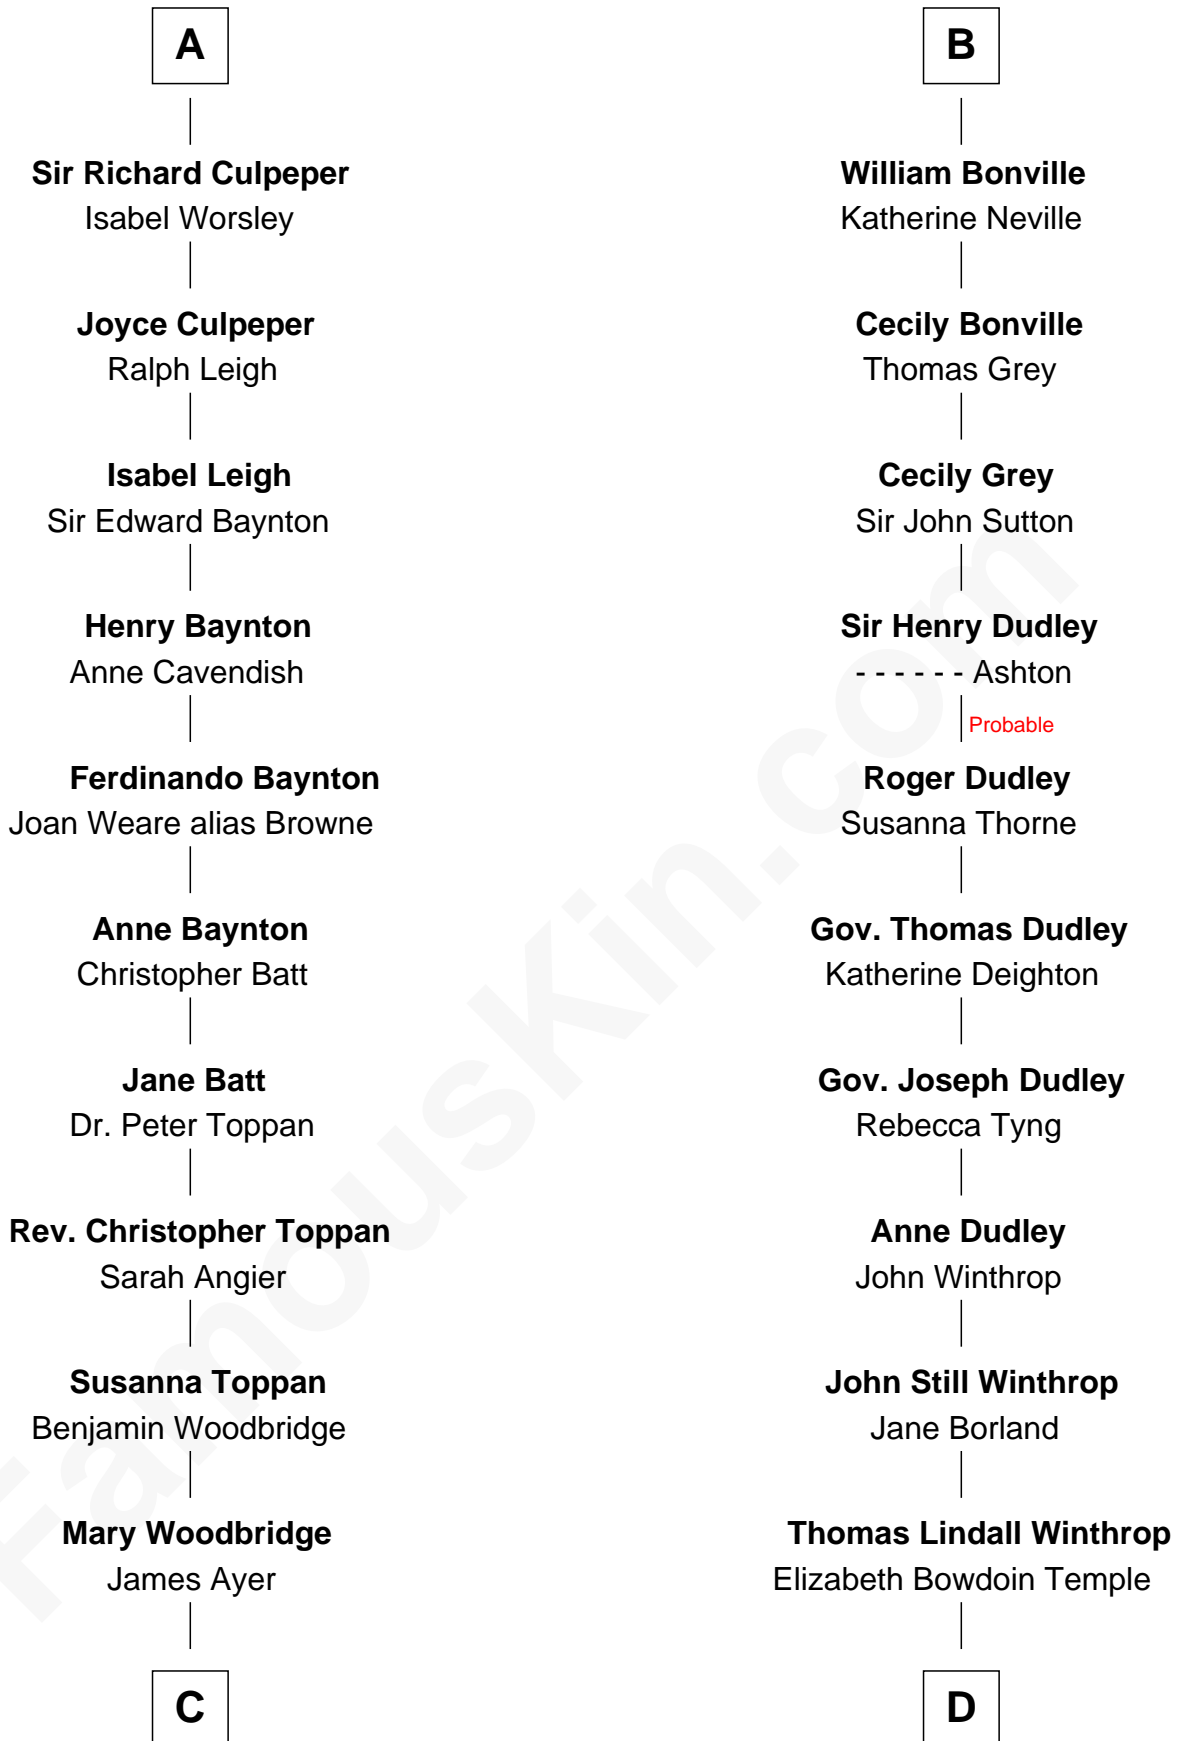 A
Sir Richard Culpeper
Isabel Worsley
Joyce Culpeper
Ralph Leigh
Isabel Leigh
Sir Edward Baynton
Henry Baynton
Anne Cavendish
Ferdinando Baynton
Joan Weare alias Browne
Anne Baynton
Christopher Batt
Jane Batt
Dr. Peter Toppan
Rev. Christopher Toppan
Sarah Angier
Susanna Toppan
Benjamin Woodbridge
Mary Woodbridge
James Ayer
C
B
William Bonville
Katherine Neville
Cecily Bonville
Thomas Grey
Cecily Grey
Sir John Sutton
Sir Henry Dudley
- - - - - - Ashton
Probable
Roger Dudley
Susanna Thorne
Gov. Thomas Dudley
Katherine Deighton
Gov. Joseph Dudley
Rebecca Tyng
Anne Dudley
John Winthrop
John Still Winthrop
Jane Borland
Thomas Lindall Winthrop
Elizabeth Bowdoin Temple
D
FamousKin.com